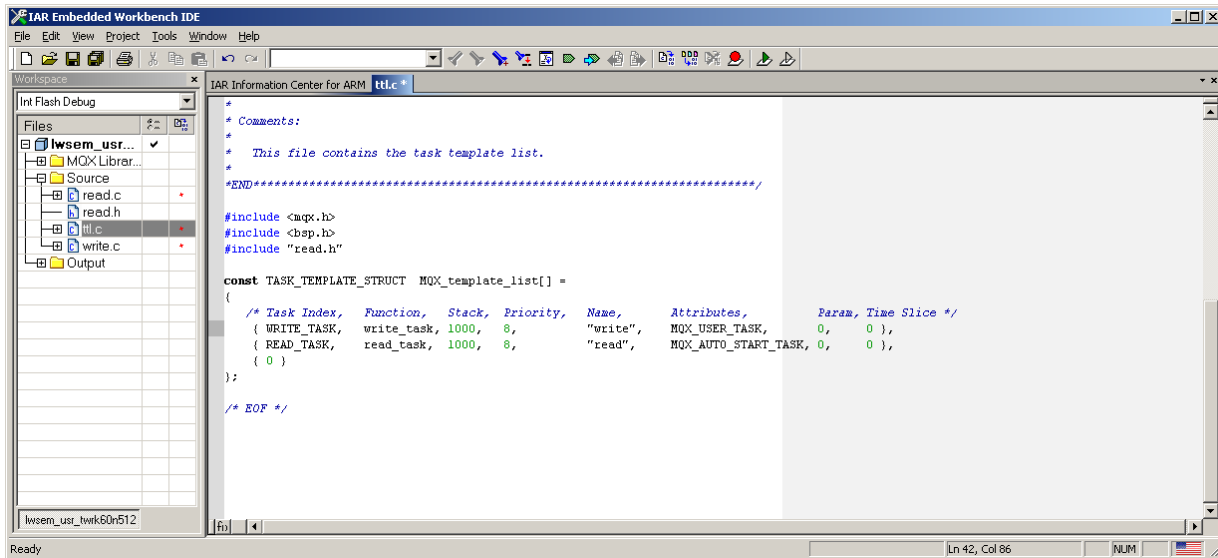 IAR Embedded Workbench IDE
File Edit View Project Tools Window Help
Workspace
IAR Information Center for ARM ttl.c *
Int Flash Debug
Files
lwsem_usr...
MQX Librar...
Source
read.c
read.h
ttl.c
write.c
Output
lwsem_usr_twrk60n512
*
* Comments:
*
*   This file contains the task template list.
*
*END***********************************************************************/
#include <mqx.h>
#include <bsp.h>
#include "read.h"
const TASK_TEMPLATE_STRUCT  MQX_template_list[] =
{
/* Task Index,   Function,   Stack,  Priority,   Name,   Attributes,   Param, Time Slice */
{ WRITE_TASK,   write_task, 1000,   8,   "write",   MQX_USER_TASK,   0,   0 },
{ READ_TASK,   read_task,  1000,   8,   "read",   MQX_AUTO_START_TASK, 0,   0 },
{ 0 }
};
/* EOF */
Ready
Ln 42, Col 86
NUM